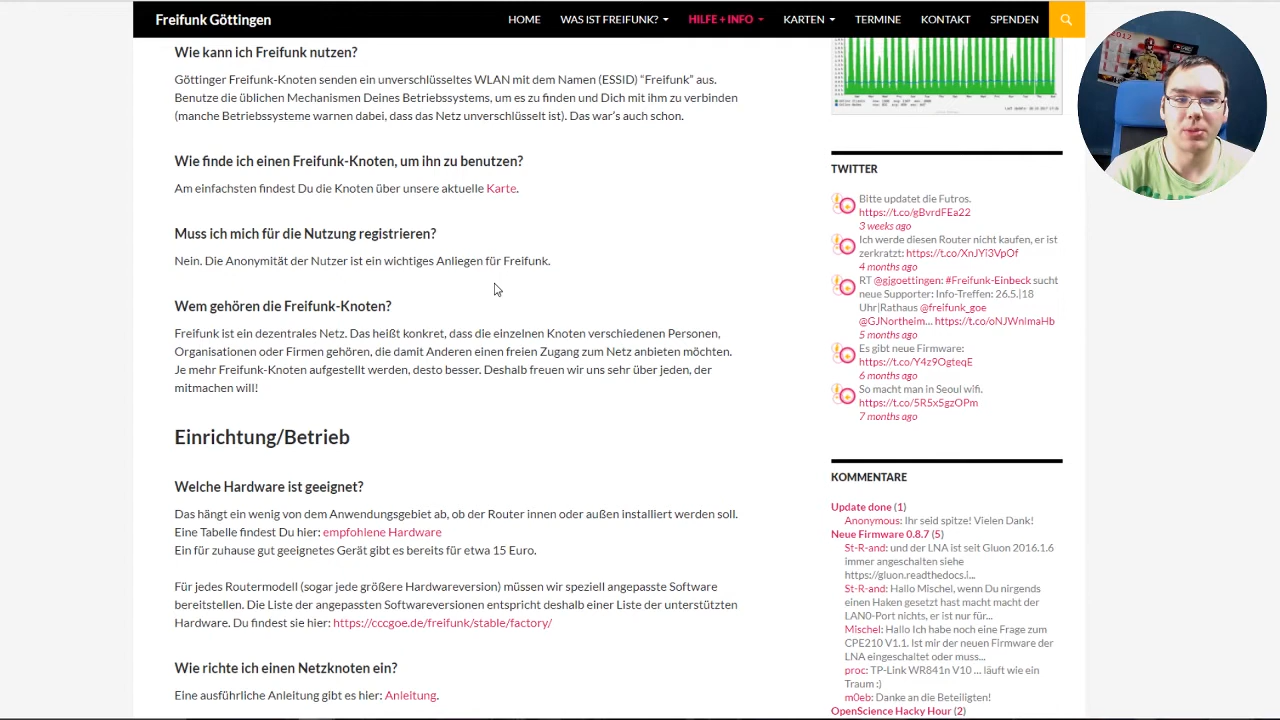 Freifunk Göttingen
HOME
WAS IST FREIFUNK?
HILFE + INFO
KARTEN
TERMINE
KONTAKT
SPENDEN
Wie kann ich Freifunk nutzen?
Göttinger Freifunk-Knoten senden ein unverschlüsseltes WLAN mit dem Namen (ESSID) “Freifunk” aus.
Benutze die üblichen Mechanismen Deines Betriebssystems, um es zu finden und Dich mit ihm zu verbinden
(manche Betriebssysteme warnen dabei, dass das Netz unverschlüsselt ist). Das war’s auch schon.
Wie finde ich einen Freifunk-Knoten, um ihn zu benutzen?
Am einfachsten findest Du die Knoten über unsere aktuelle Karte.
Muss ich mich für die Nutzung registrieren?
Nein. Die Anonymität der Nutzer ist ein wichtiges Anliegen für Freifunk.
Wem gehören die Freifunk-Knoten?
Freifunk ist ein dezentrales Netz. Das heißt konkret, dass die einzelnen Knoten verschiedenen Personen,
Organisationen oder Firmen gehören, die damit Anderen einen freien Zugang zum Netz anbieten möchten.
Je mehr Freifunk-Knoten aufgestellt werden, desto besser. Deshalb freuen wir uns sehr über jeden, der
mitmachen will!
Einrichtung/Betrieb
Welche Hardware ist geeignet?
Das hängt ein wenig von dem Anwendungsgebiet ab, ob der Router innen oder außen installiert werden soll.
Eine Tabelle findest Du hier: empfohlene Hardware
Ein für zuhause gut geeignetes Gerät gibt es bereits für etwa 15 Euro.
Für jedes Routermodell (sogar jede größere Hardwareversion) müssen wir speziell angepasste Software
bereitstellen. Die Liste der angepassten Softwareversionen entspricht deshalb einer Liste der unterstützten
Hardware. Du findest sie hier: https://cccgoe.de/freifunk/stable/factory/
Wie richte ich einen Netzknoten ein?
Eine ausführliche Anleitung gibt es hier: Anleitung.
TWITTER
Bitte updatet die Futros.
https://t.co/gBvrdFEa22
3 weeks ago
Ich werde diesen Router nicht kaufen, er ist
zerkratzt: https://t.co/XnJYi3VpOf
4 months ago
RT @gjgoettingen: #Freifunk-Einbeck sucht
neue Supporter: Info-Treffen: 26.5.|18
Uhr|Rathaus @freifunk_goe
@GJNortheim… https://t.co/oNJWnlmaHb
5 months ago
Es gibt neue Firmware:
https://t.co/Y4z9OgteqE
6 months ago
So macht man in Seoul wifi.
https://t.co/5R5xSgzOPm
7 months ago
KOMMENTARE
Update done (1)
Anonymous: Ihr seid spitze! Vielen Dank!
Neue Firmware 0.8.7 (5)
St-R-and: und der LNA ist seit Gluon 2016.1.6
immer angeschalten siehe
https://gluon.readthedocs.i...
St-R-and: Hallo Mischel, wenn Du nirgends
einen Haken gesetzt hast macht macht der
LAN0-Port nichts, er ist nur für...
Mischel: Hallo Ich habe noch eine Frage zum
CPE210 V1.1. Ist mir der neuen Firmware der
LNA eingeschaltet oder muss...
proc: TP-Link WR841n V10 … läuft wie ein
Traum :)
m0eb: Danke an die Beteiligten!
OpenScience Hacky Hour (2)
2012